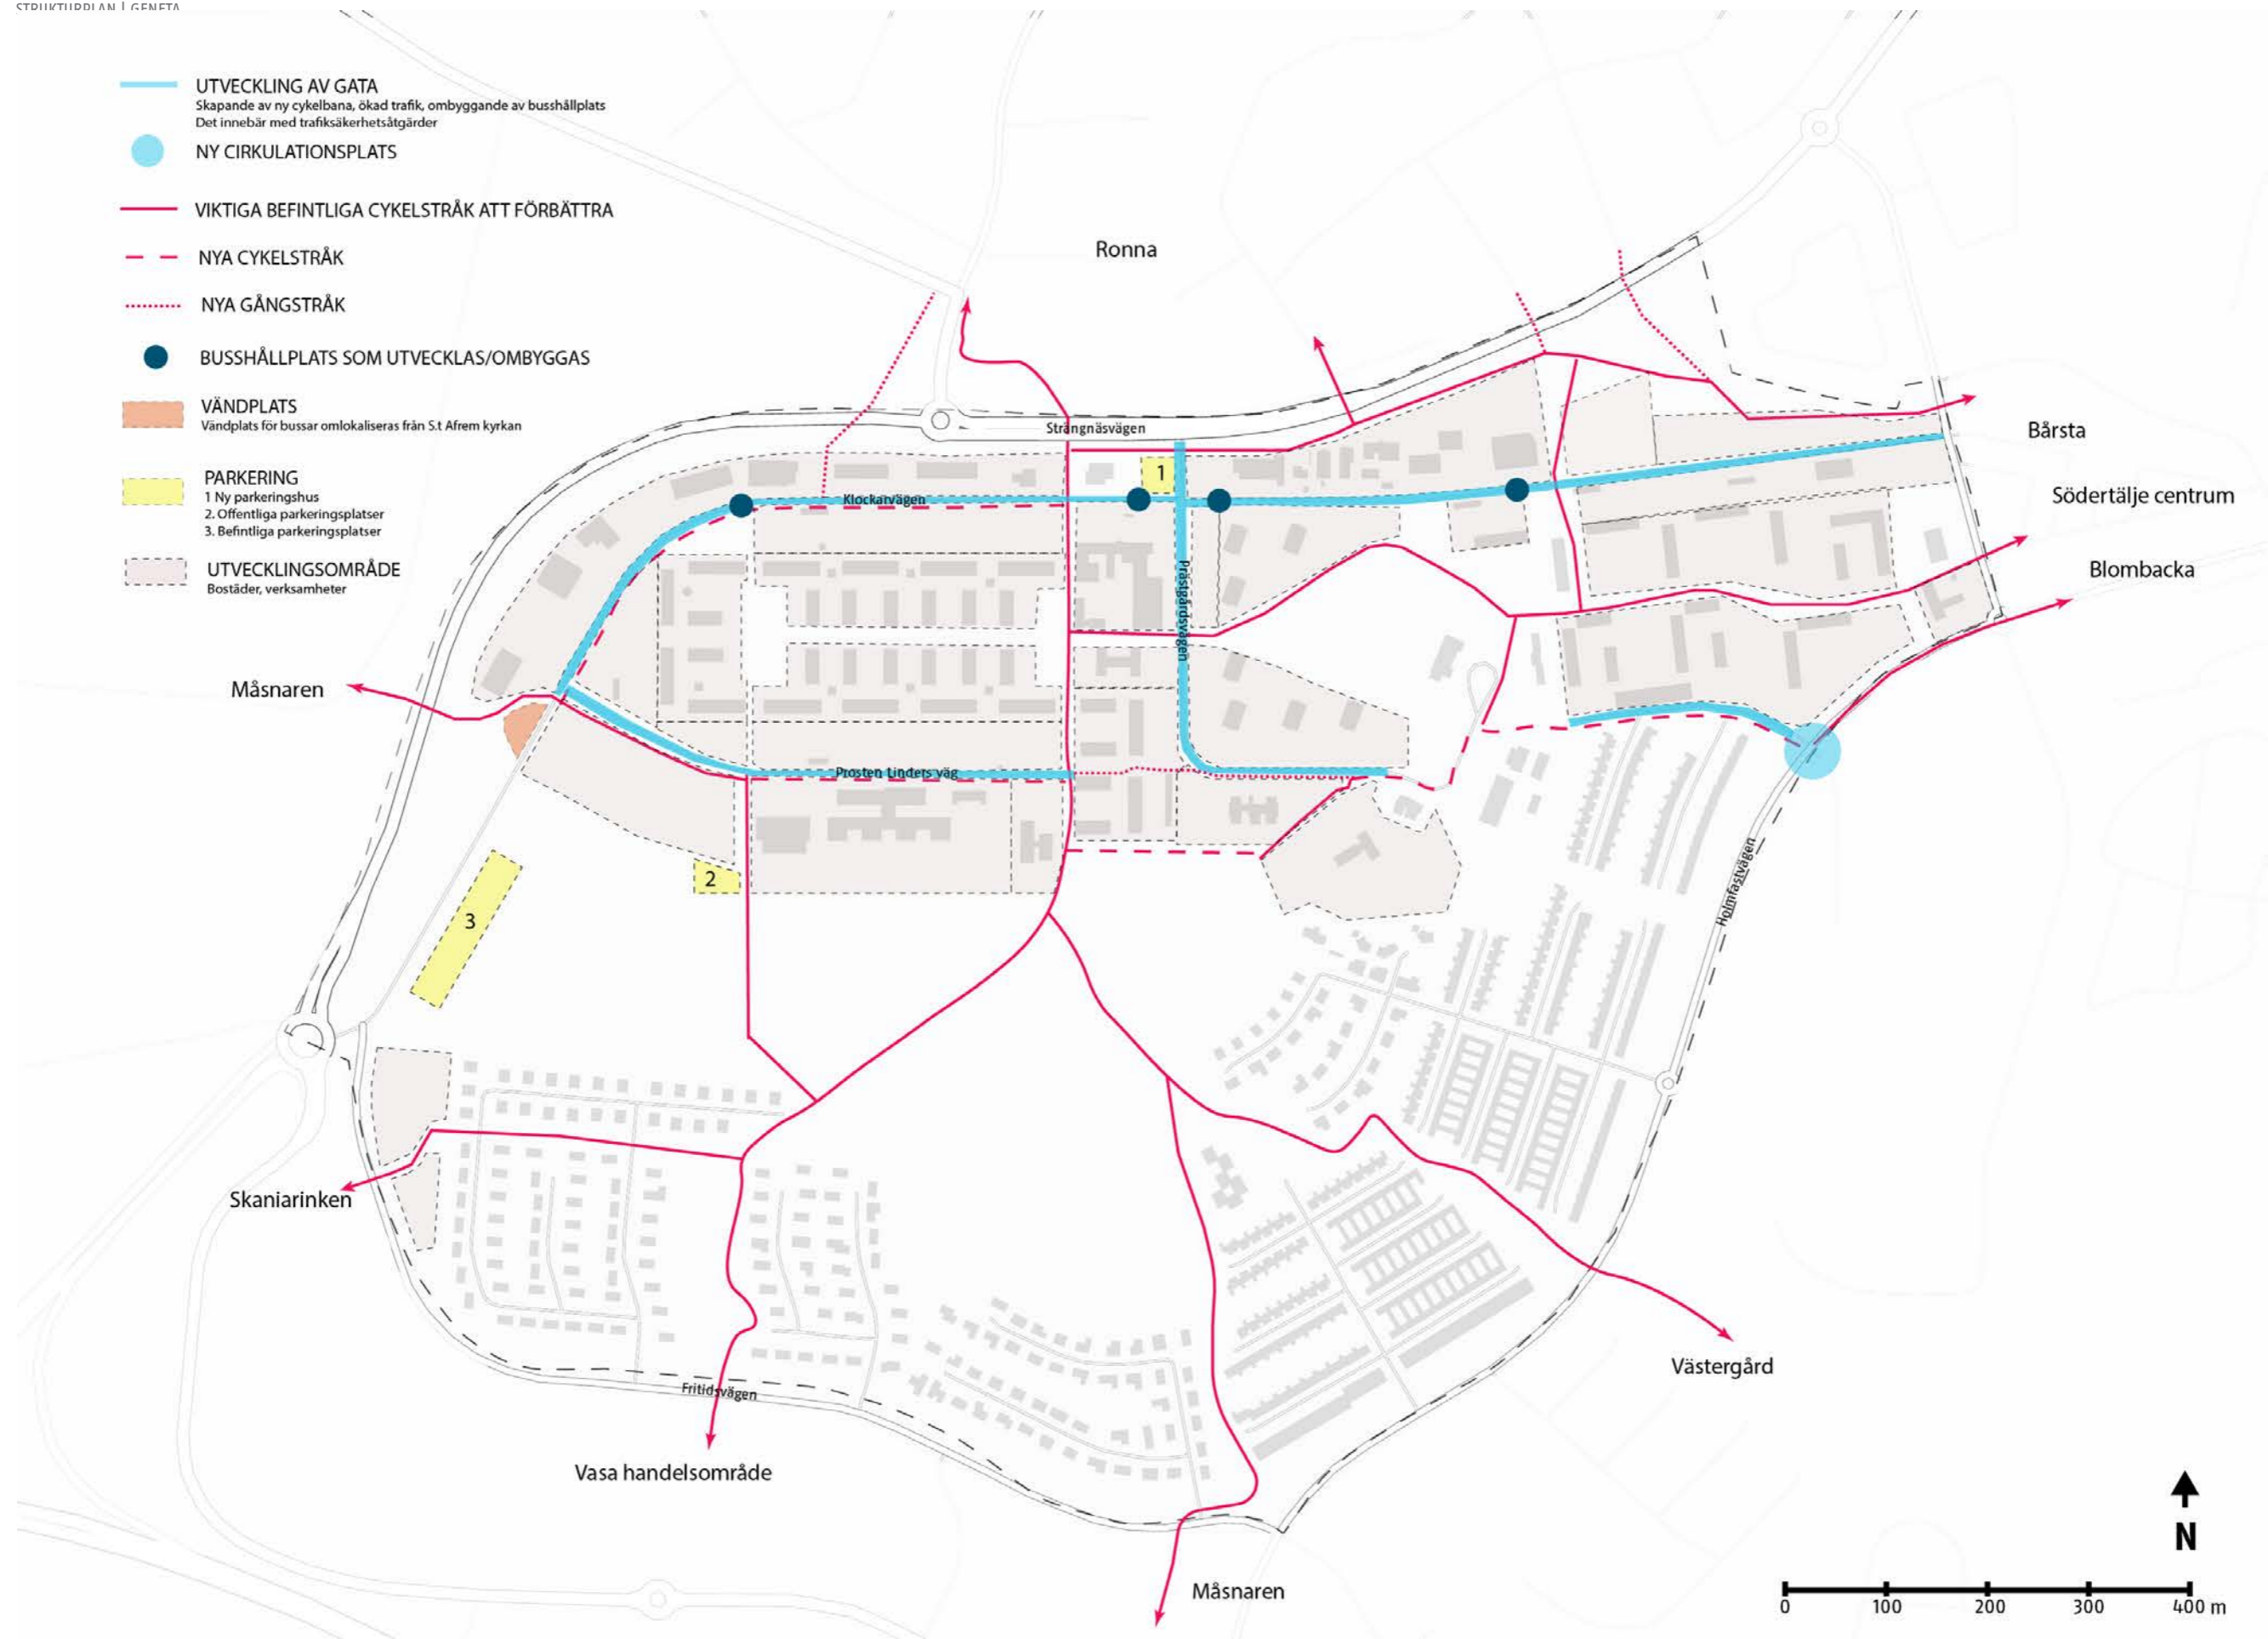 STRUKTURPLAN | GENETA
UTVECKLING AV GATA
Skapande av ny cykelbana, ökad trafik, ombyggande av busshållplats
Det innebär med trafiksäkerhetsåtgärder
NY CIRKULATIONSPLATS
VIKTIGA BEFINTLIGA CYKELSTRÅK ATT FÖRBÄTTRA
NYA CYKELSTRÅK
NYA GÅNGSTRÅK
BUSSHÅLLPLATS SOM UTVECKLAS/OMBYGGAS
VÄNDPLATS
Vändplats för bussar omlokaliseras från S.t Afrem kyrkan
PARKERING
1 Ny parkeringshus
2. Offentliga parkeringsplatser
3. Befintliga parkeringsplatser
UTVECKLINGSOMRÅDE
Bostäder, verksamheter
Ronna
Strängnäsvägen
Bårsta
1
Klockarvägen
Södertälje centrum
Blombacka
Prästgårdsvägen
Måsnaren
Prosten Linders väg
2
3
Holmfastvägen
Skaniarinken
Västergård
Fritidsvägen
Vasa handelsområde
Måsnaren
N
0 100 200 300 400 m